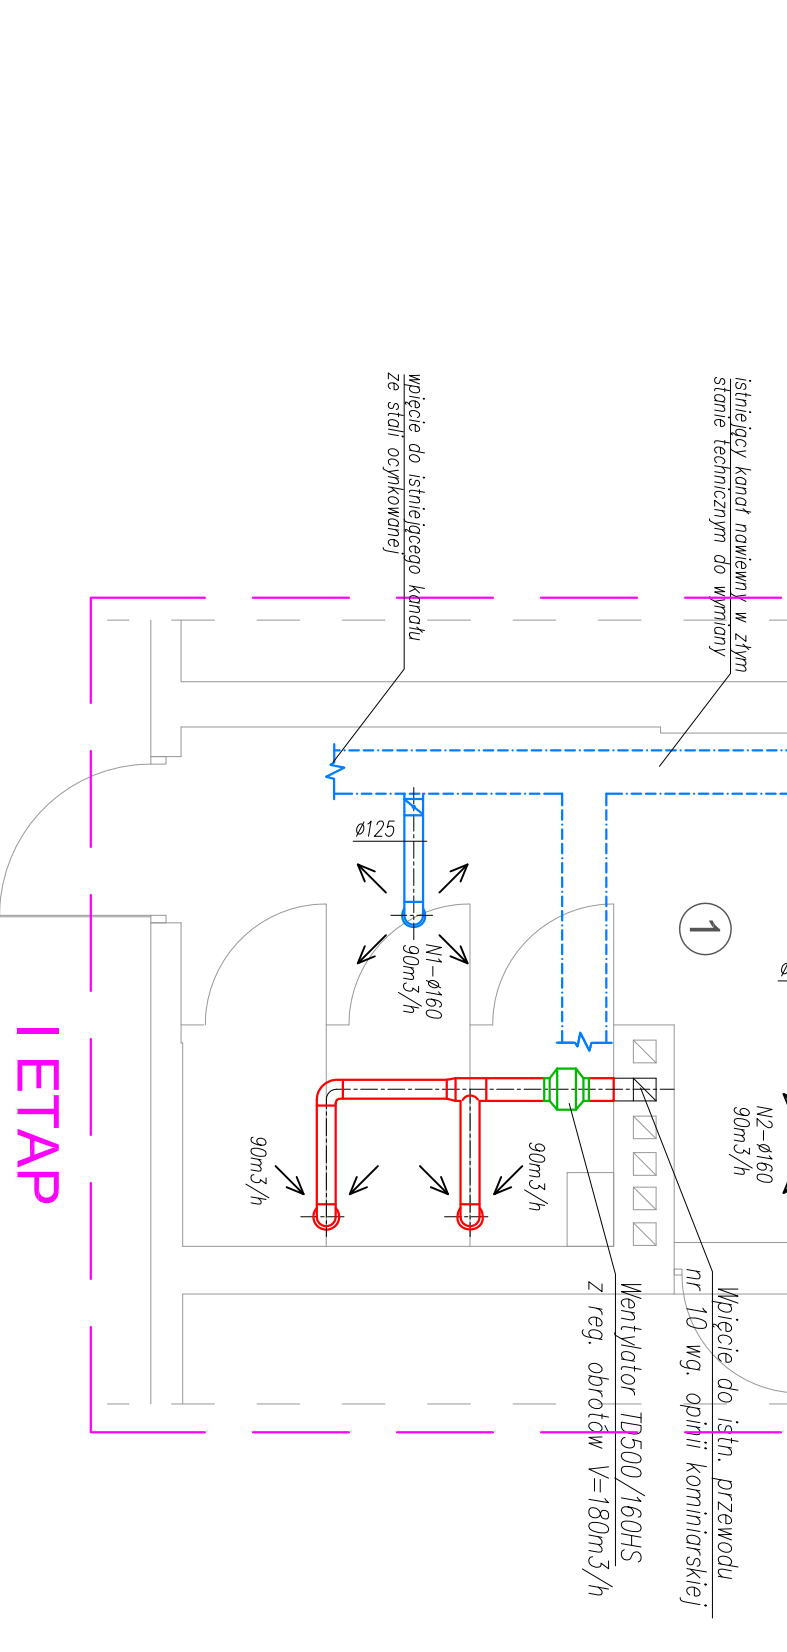 istniejący kanał nawiewny w złym
stanie technicznym do wymiany
wpięcie do istniejącego kanału
ze stali ocynkowanej
ø125
N1-ø160
90m3/h
1
N2-ø160
90m3/h
90m3/h
90m3/h
Wpięcie do istn. przewodu
nr 10 wg. opinii kominiarskiej
Wentylator TD500/160HS
z reg. obrotów V=180m3/h
I ETAP